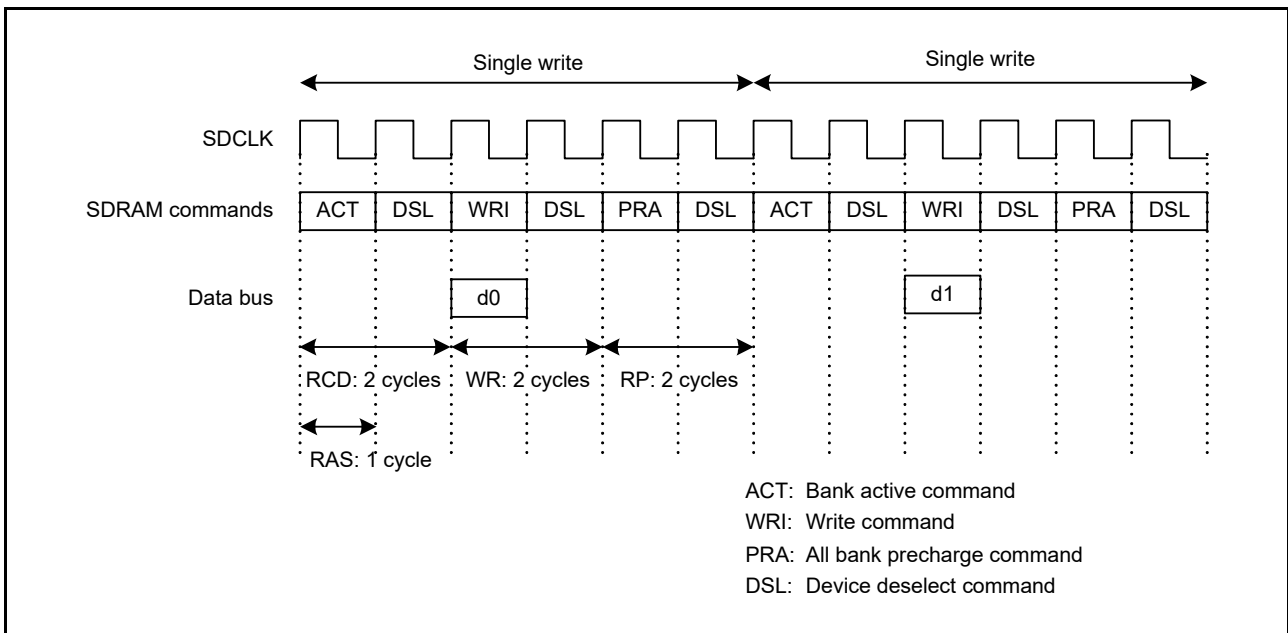 Single write Single write
SDCLK
SDRAM commands ACT DSL WRI DSL PRA DSL ACT DSL WRI DSL PRA DSL
Data bus d0 d1
RCD: 2 cycles WR: 2 cycles RP: 2 cycles
RAS: 1 cycle
ACT: Bank active command
WRI: Write command
PRA: All bank precharge command
DSL: Device deselect command